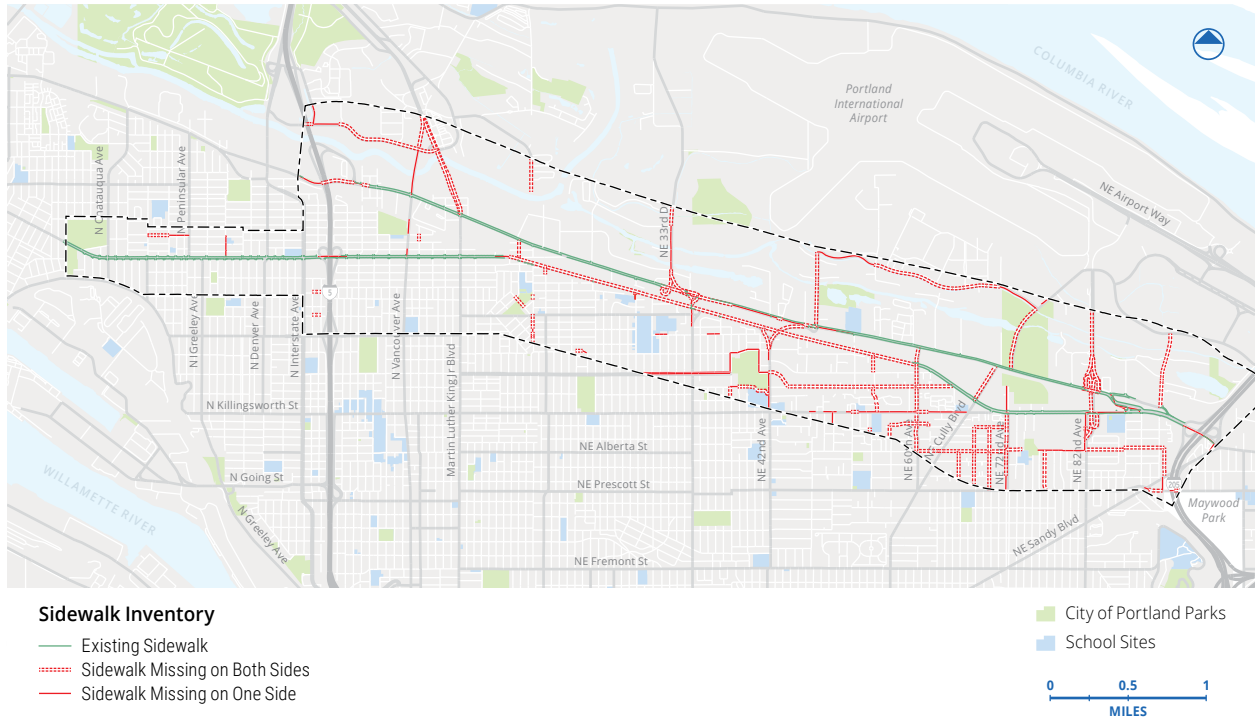 COLUMBIA RIVER
Portland
International
Airport
NE Airport Way
N Chatauqua Ave
N Peninsular Ave
NE 33rd D
5
N Greeley Ave
N Denver Ave
N Interstate Ave
N Vancouver Ave
Martin Luther King Jr Blvd
N Killingsworth St
NE Alberta St
NE 42nd Ave
NE 60th Ave
NE Cully Blvd
NE 72nd Ave
NE 82nd Ave
N Going St
NE Prescott St
205
Maywood
Park
WILLAMETTE RIVER
N Greeley Ave
NE Sandy Blvd
NE Fremont St
Sidewalk Inventory
Existing Sidewalk
Sidewalk Missing on Both Sides
Sidewalk Missing on One Side
City of Portland Parks
School Sites
0 0.5 1
MILES